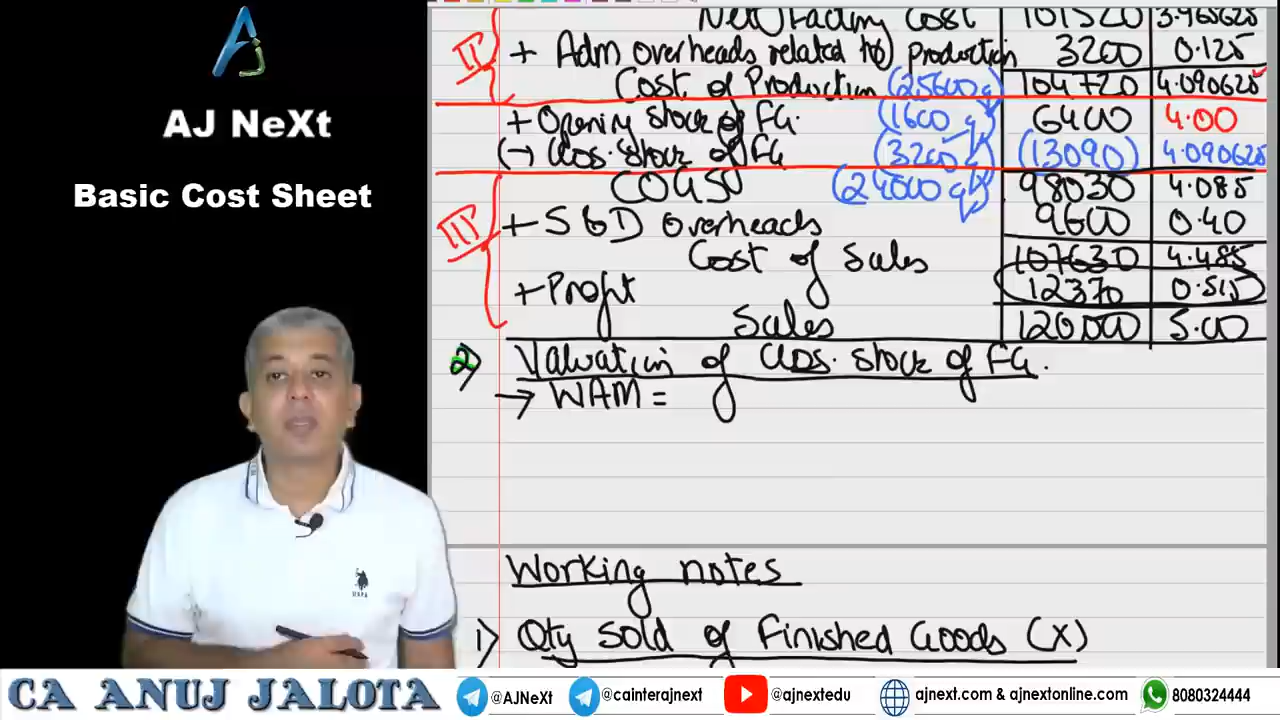 AJ NeXt
Basic Cost Sheet
Net Factory Cost 101520 3.965625
II + Adm overheads related to production 3200 0.125
Cost of Production (25600 q) 104720 4.090625
+ Opening stock of FG. (1600 q) 6400 4.00
(-) Clos. stock of FG (3200 q) (13090) 4.090625
COGS (24000 q) 98030 4.085
III + S&D overheads 9600 0.40
Cost of Sales 107630 4.485
+ Profit 12370 0.515
Sales 120000 5.00
2) Valuation of Clos. stock of FG.
→ WAM =
Working notes
1) Qty sold of Finished Goods (X)
CA ANUJ JALOTA
@AJNeXt
@cainterajnext
@ajnextedu
ajnext.com & ajnextonline.com
8080324444